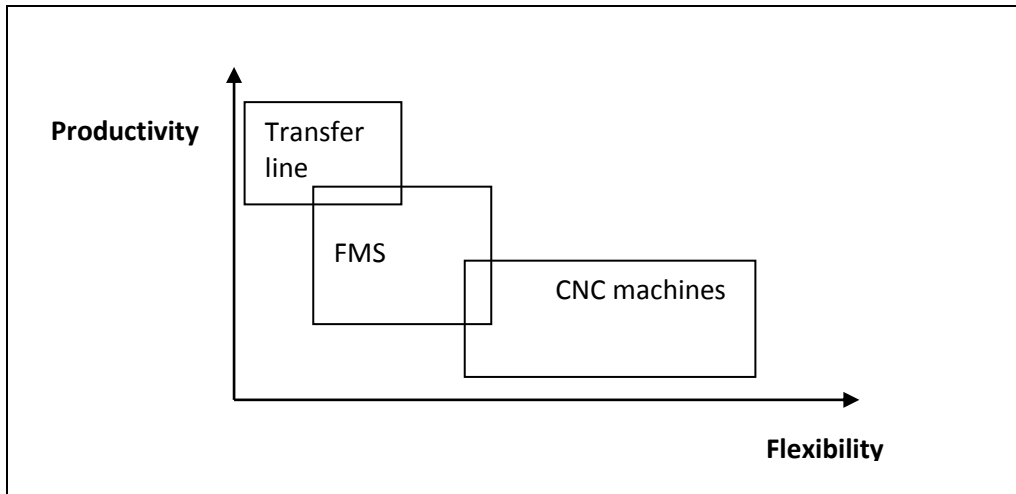 Productivity
Transfer
line
FMS
CNC machines
Flexibility